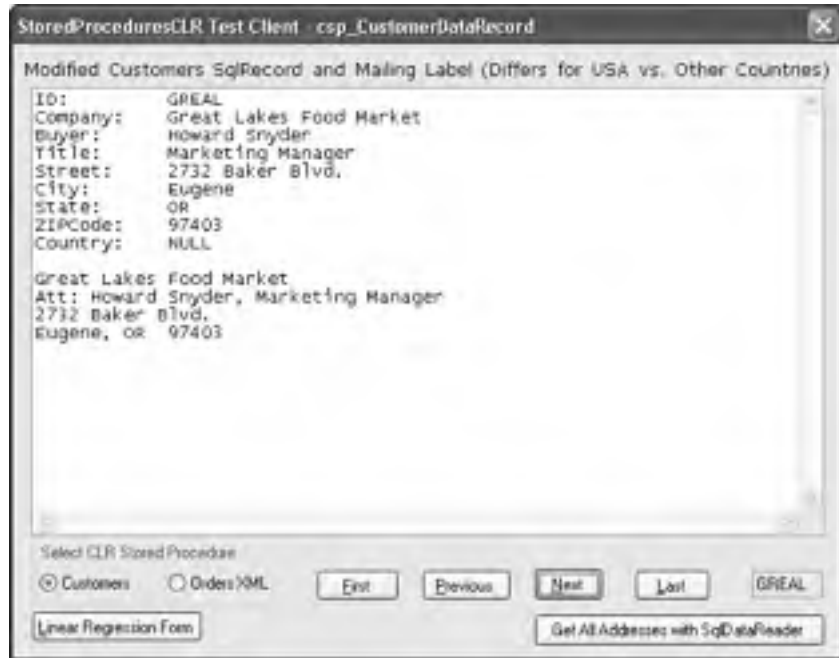 StoredProceduresCLR Test Client - csp_CustomerDataRecord
Modified Customers SqlRecord and Mailing Label (Differs for USA vs. Other Countries)
ID: GREAL
Company: Great Lakes Food Market
Buyer: Howard Snyder
Title: Marketing Manager
Street: 2732 Baker Blvd.
City: Eugene
State: OR
ZIPCode: 97403
Country: NULL
Great Lakes Food Market
Att: Howard Snyder, Marketing Manager
2732 Baker Blvd.
Eugene, OR 97403
Select CLR Stored Procedure
Customers Orders XML First Previous Next Last GREAL
Linear Regression Form Get All Addresses with SqlDataReader